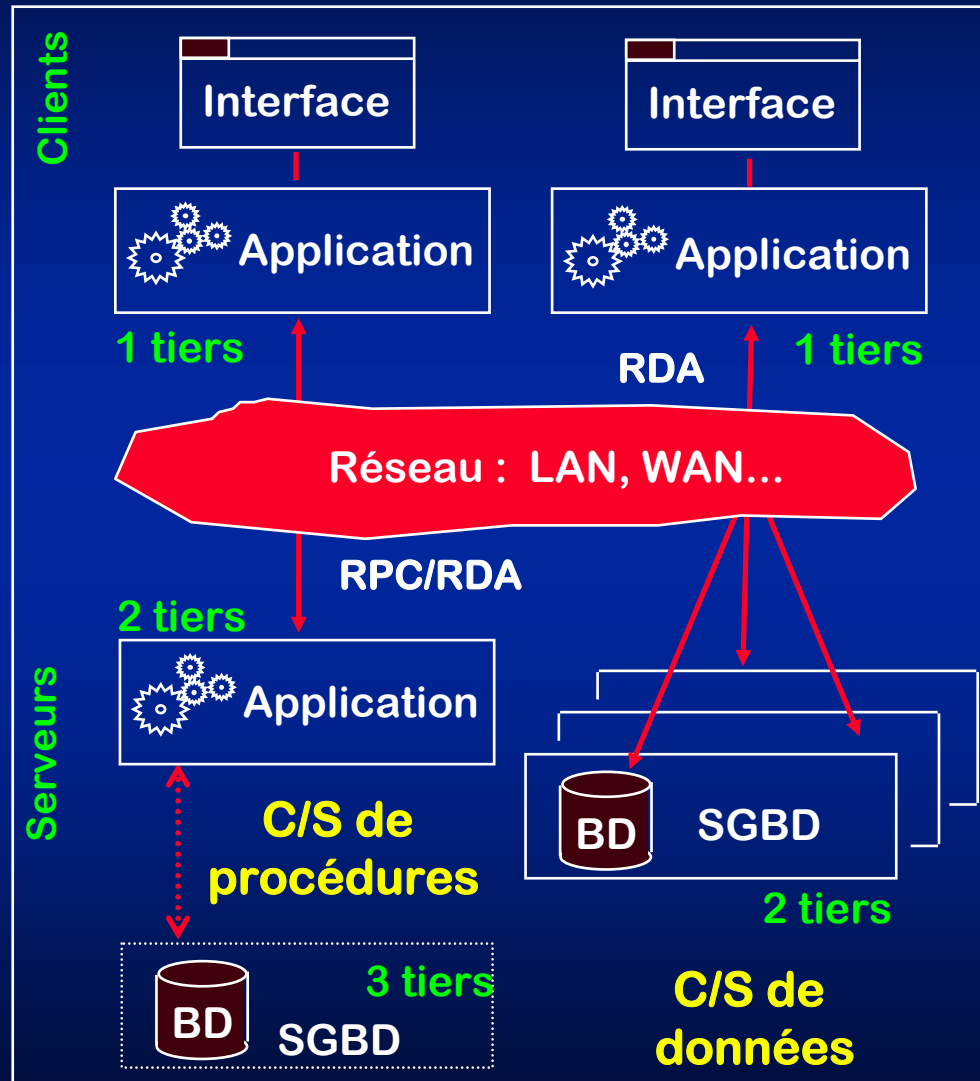 Clients
Interface
Interface
Application
Application
1 tiers
1 tiers
RDA
Réseau : LAN, WAN...
RPC/RDA
2 tiers
Serveurs
Application
C/S de
procédures
BD
SGBD
2 tiers
3 tiers
BD
SGBD
C/S de
données